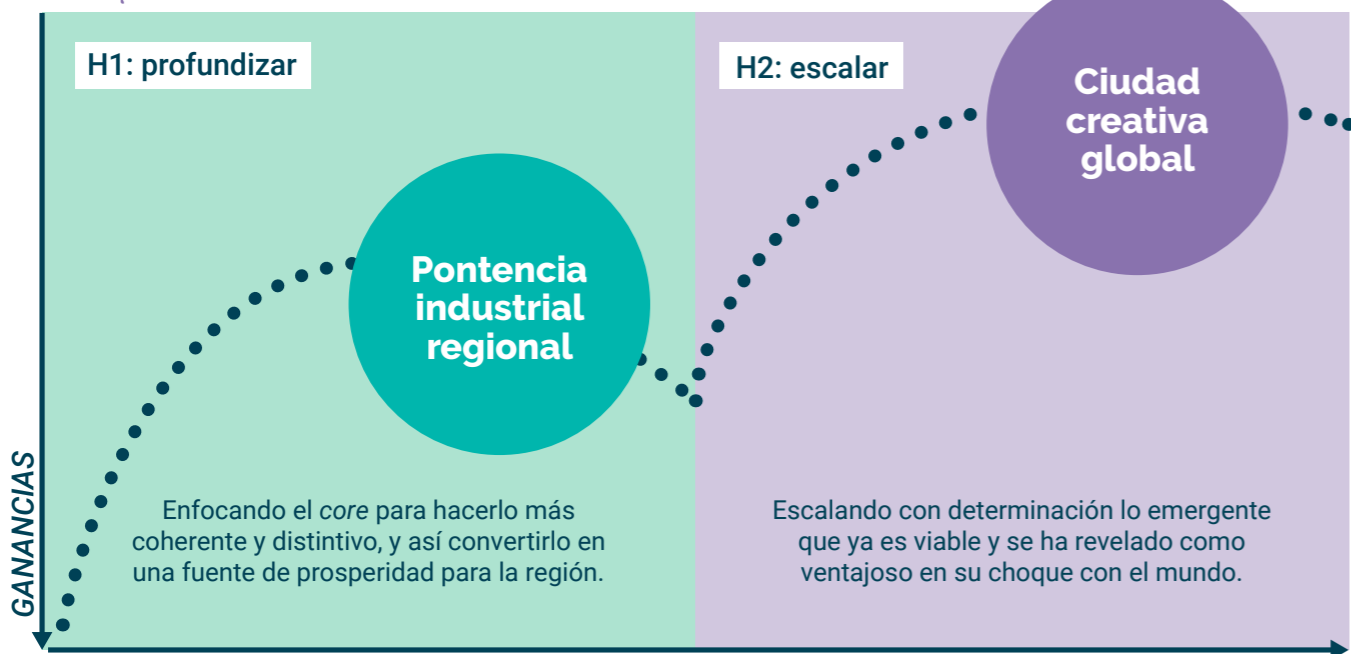 H1: profundizar
H2: escalar
Ciudad
creativa
global
Pontencia
industrial
regional
GANANCIAS
Enfocando el core para hacerlo más
coherente y distintivo, y así convertirlo en
una fuente de prosperidad para la región.
Escalando con determinación lo emergente
que ya es viable y se ha revelado como
ventajoso en su choque con el mundo.